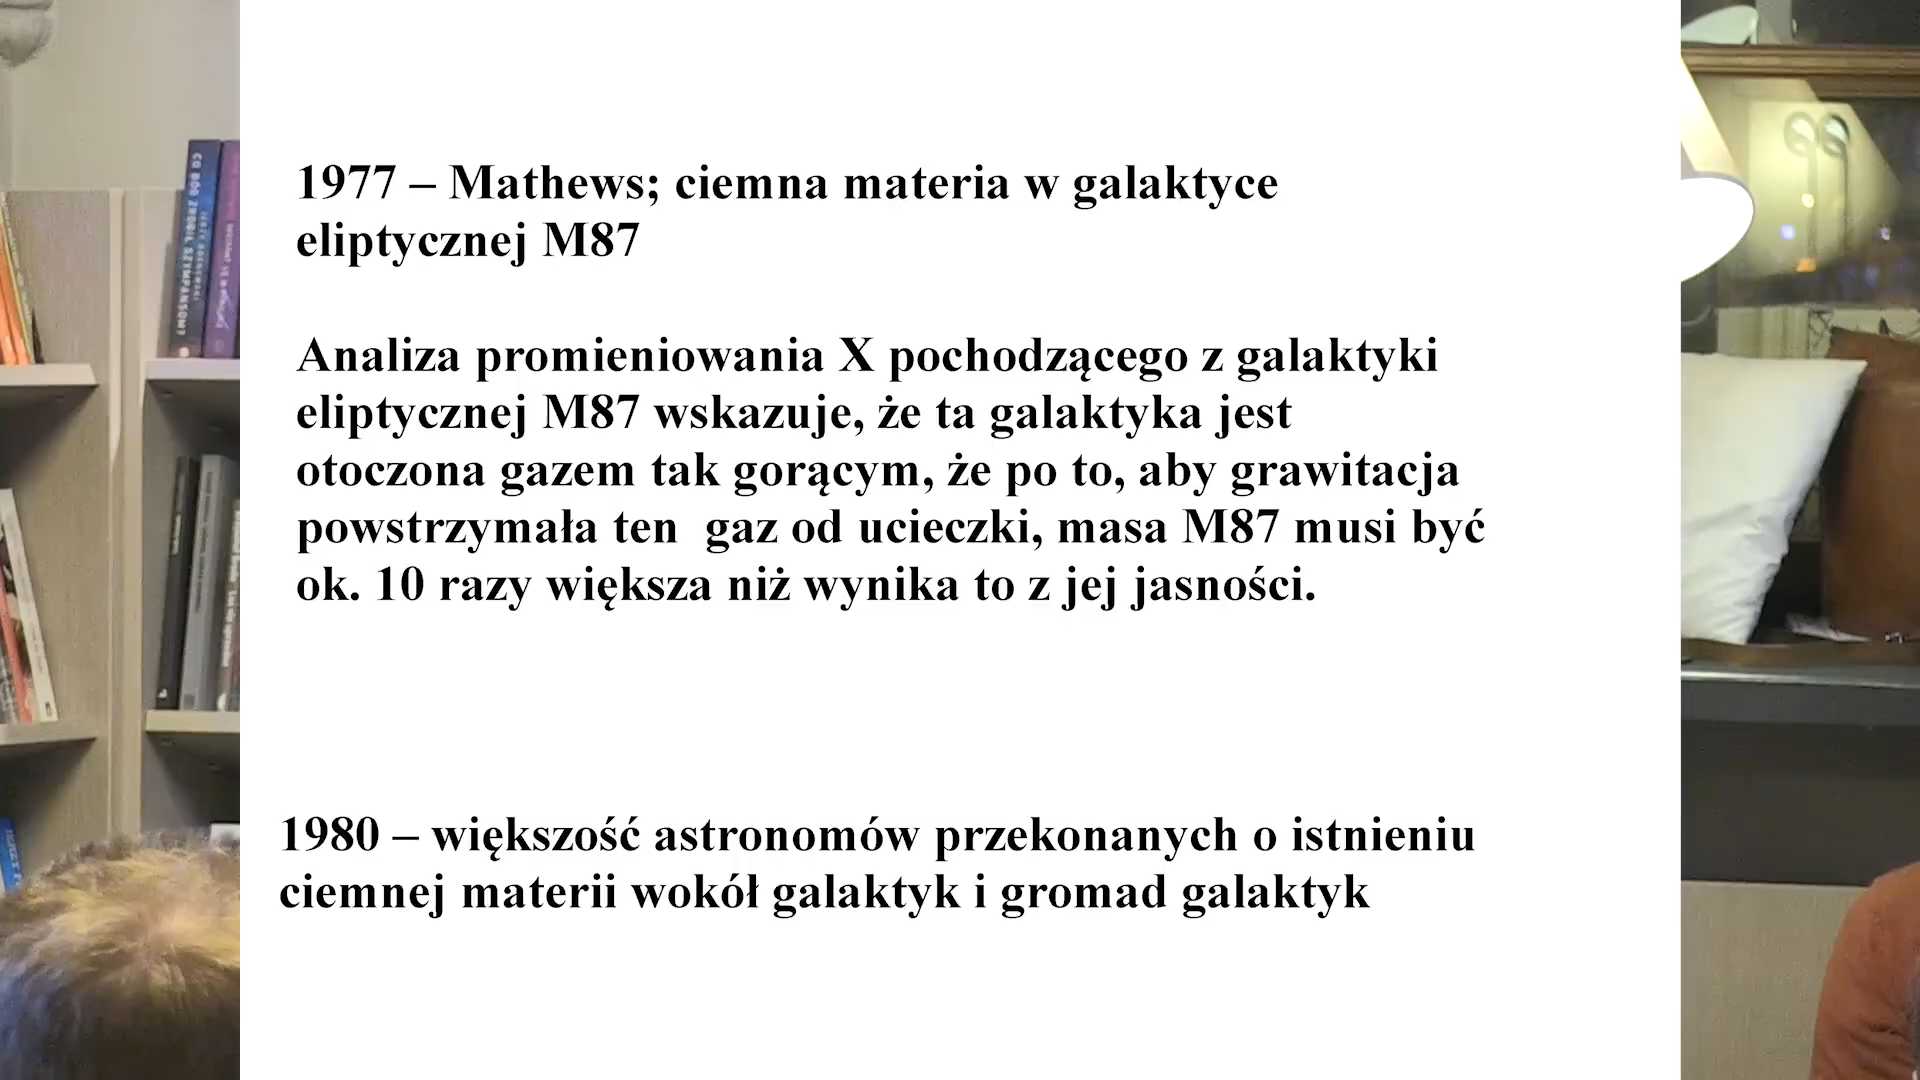 1977 – Mathews; ciemna materia w galaktyce
eliptycznej M87
Analiza promieniowania X pochodzącego z galaktyki
eliptycznej M87 wskazuje, że ta galaktyka jest
otoczona gazem tak gorącym, że po to, aby grawitacja
powstrzymała ten  gaz od ucieczki, masa M87 musi być
ok. 10 razy większa niż wynika to z jej jasności.
1980 – większość astronomów przekonanych o istnieniu
ciemnej materii wokół galaktyk i gromad galaktyk